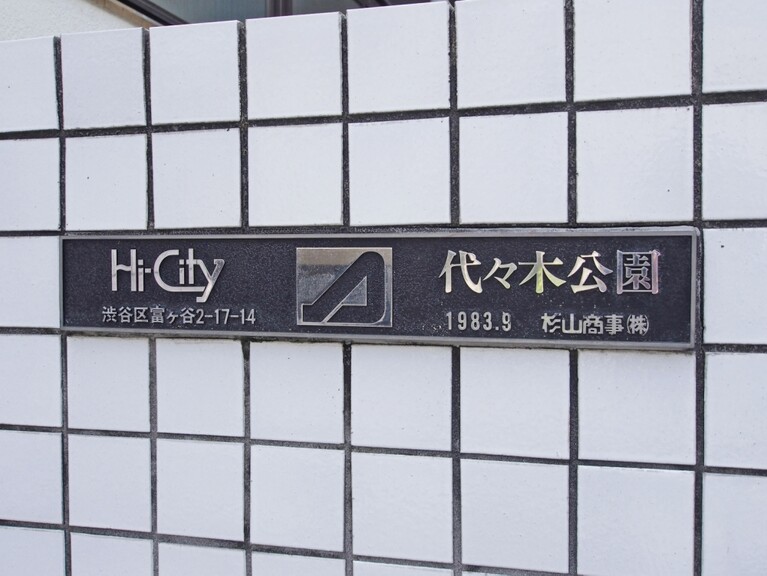 Hi-City
渋谷区富ヶ谷2-17-14
代々木公園
1983.9 杉山商事㈱